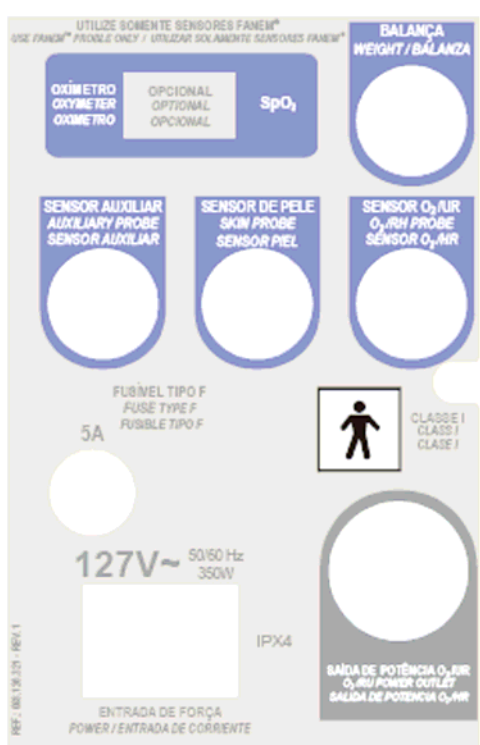 UTILIZE SOMENTE SENSORES FANEM®
USE FANEM® PROBLE ONLY / UTILIZAR SOLAMENTE SENSORES FANEM®
BALANÇA
WEIGHT / BALANZA
OXÍMETRO
OXYMETER
OXIMETRO
OPCIONAL
OPTIONAL
OPCIONAL
SpO₂
SENSOR AUXILIAR
AUXILIARY PROBE
SENSOR AUXILIAR
SENSOR DE PELE
SKIN PROBE
SENSOR PIEL
SENSOR O₂/UR
O₂/RH PROBE
SENSOR O₂/HR
FUSÍVEL TIPO F
FUSE TYPE F
FUSIBLE TIPO F
5A
CLASSE I
CLASS I
CLASE I
127V~ 50/60 Hz
350W
IPX4
SAÍDA DE POTÊNCIA O₂/UR
O₂/RU POWER OUTLET
SALIDA DE POTENCIA O₂/HR
ENTRADA DE FORÇA
POWER / ENTRADA DE CORRIENTE
REF.: - REV.1